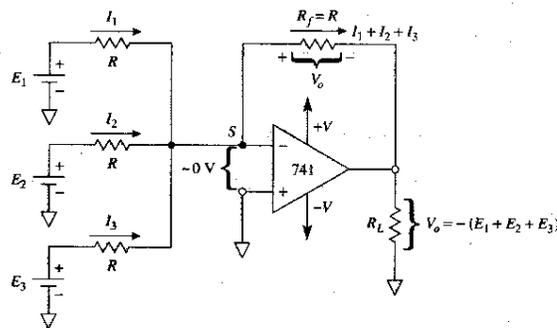 I1
R
E1
+
−
I2
R
E2
+
−
I3
R
E3
+
−
Rf = R
I1 + I2 + I3
+ −
Vo
S
~0 V
−
+
741
+V
−V
RL
Vo = − (E1 + E2 + E3)